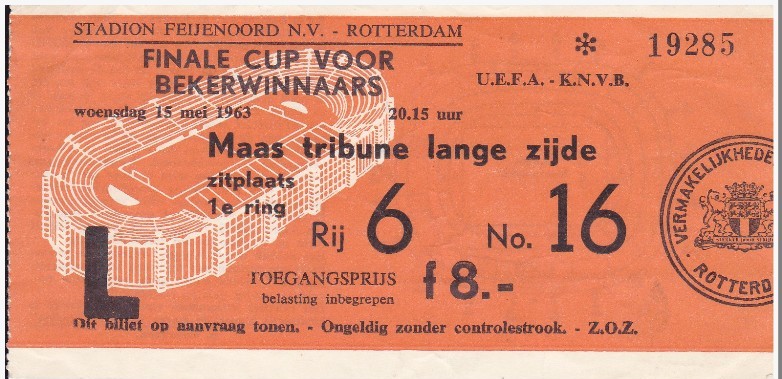 STADION FEIJENOORD N.V. - ROTTERDAM
* 19285
FINALE CUP VOOR
BEKERWINNAARS
U.E.F.A. - K.N.V.B.
woensdag 15 mei 1963 20.15 uur
Maas tribune lange zijde
zitplaats
1e ring
Rij 6 No. 16
L
TOEGANGSPRIJS f 8.-
belasting inbegrepen
Dit biljet op aanvraag tonen. - Ongeldig zonder controlestrook. - Z.O.Z.
VERMAKELIJKHEDE
ROTTERD